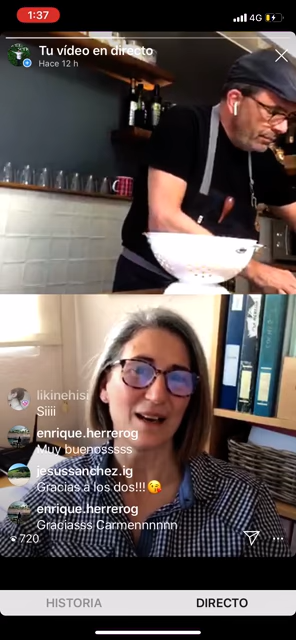 1:37
4G
Tu vídeo en directo
Hace 12 h
likinehisi
Siiii
enrique.herrerog
Muy buenosssss
jesussanchez.ig
Gracias a los dos!!! 😘
enrique.herrerog
Graciasss Carmennnnnn
720
HISTORIA
DIRECTO